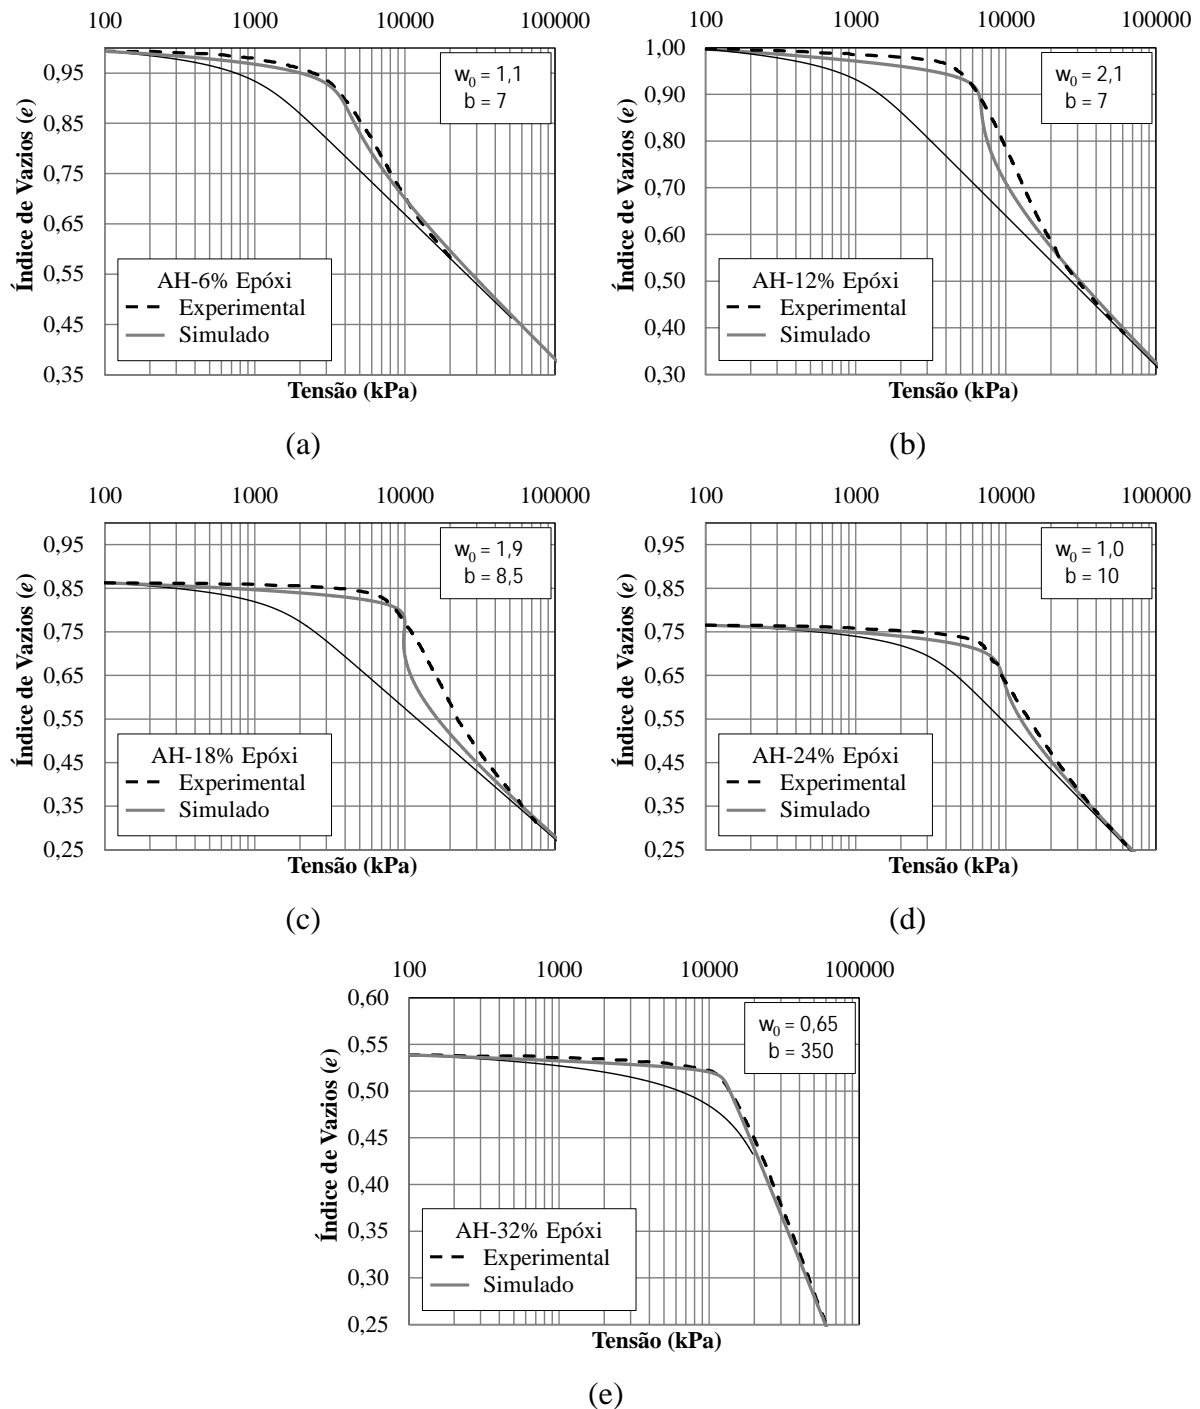 100 1000 10000 100000
0,95
0,85
0,75
0,65
0,55
0,45
0,35
Índice de Vazios (e)
w0 = 1,1
b = 7
AH-6% Epóxi
Experimental
Simulado
Tensão (kPa)
(a)
100 1000 10000 100000
1,00
0,90
0,80
0,70
0,60
0,50
0,40
0,30
Índice de Vazios (e)
w0 = 2,1
b = 7
AH-12% Epóxi
Experimental
Simulado
Tensão (kPa)
(b)
100 1000 10000 100000
0,95
0,85
0,75
0,65
0,55
0,45
0,35
0,25
Índice de Vazios (e)
w0 = 1,9
b = 8,5
AH-18% Epóxi
Experimental
Simulado
Tensão (kPa)
(c)
100 1000 10000 100000
0,95
0,85
0,75
0,65
0,55
0,45
0,35
0,25
Índice de Vazios (e)
w0 = 1,0
b = 10
AH-24% Epóxi
Experimental
Simulado
Tensão (kPa)
(d)
100 1000 10000 100000
0,60
0,55
0,50
0,45
0,40
0,35
0,30
0,25
Índice de Vazios (e)
w0 = 0,65
b = 350
AH-32% Epóxi
Experimental
Simulado
Tensão (kPa)
(e)